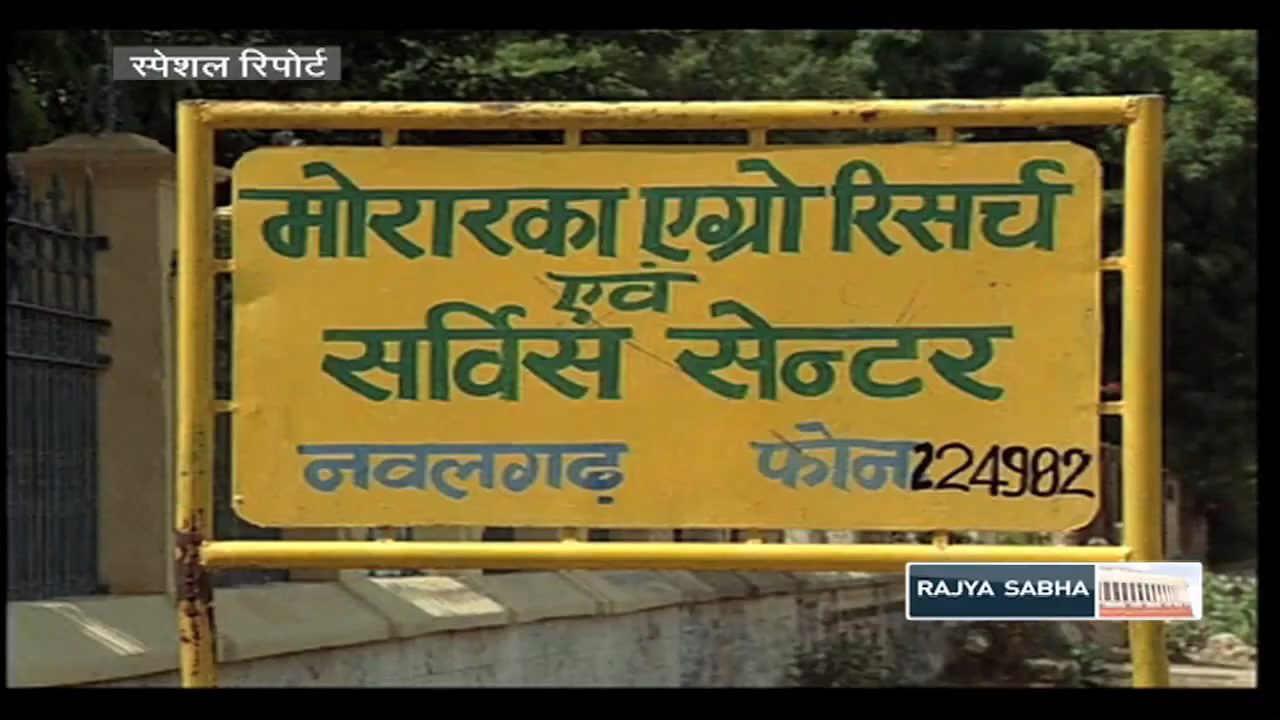 स्पेशल रिपोर्ट
मोरारका एग्रो रिसर्च
एवं
सर्विस सेन्टर
नवलगढ़ फोन 224982
RAJYA SABHA